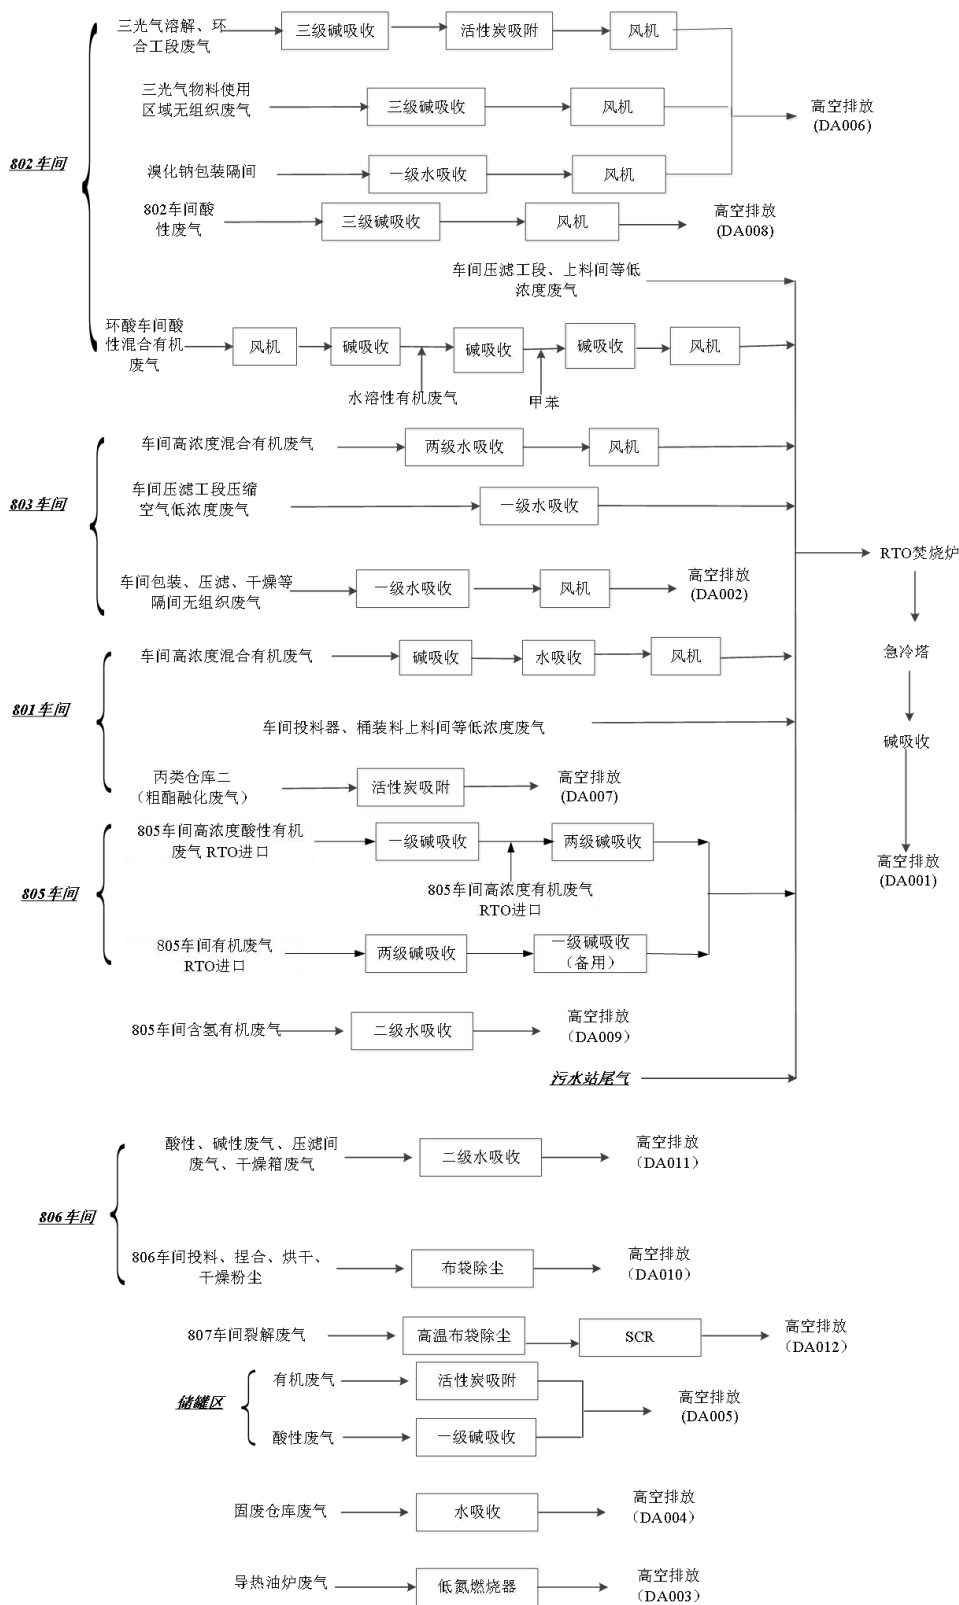 三光气溶解、环
合工段废气
三级碱吸收
活性炭吸附
风机
三光气物料使用
区域无组织废气
三级碱吸收
风机
高空排放
(DA006)
802车间
溴化钠包装隔间
一级水吸收
风机
802车间酸
性废气
三级碱吸收
风机
高空排放
(DA008)
车间压滤工段、上料间等低
浓度废气
环酸车间酸
性混合有机
废气
风机
碱吸收
碱吸收
碱吸收
风机
水溶性有机废气
甲苯
803车间
车间高浓度混合有机废气
两级水吸收
风机
车间压滤工段压缩
空气低浓度废气
一级水吸收
车间包装、压滤、干燥等
隔间无组织废气
一级水吸收
风机
高空排放
(DA002)
RTO焚烧炉
急冷塔
碱吸收
高空排放
(DA001)
801车间
车间高浓度混合有机废气
碱吸收
水吸收
风机
车间投料器、桶装料上料间等低浓度废气
丙类仓库二
（粗酯融化废气）
活性炭吸附
高空排放
(DA007)
805车间
805车间高浓度酸性有机
废气 RTO进口
一级碱吸收
两级碱吸收
805车间高浓度有机废气
RTO进口
805车间有机废气
RTO进口
两级碱吸收
一级碱吸收
（备用）
805车间含氢有机废气
二级水吸收
高空排放
（DA009）
污水站尾气
806车间
酸性、碱性废气、压滤间
废气、干燥箱废气
二级水吸收
高空排放
（DA011）
806车间投料、捏合、烘干、
干燥粉尘
布袋除尘
高空排放
（DA010）
807车间裂解废气
高温布袋除尘
SCR
高空排放
（DA012）
储罐区
有机废气
活性炭吸附
酸性废气
一级碱吸收
高空排放
(DA005)
固废仓库废气
水吸收
高空排放
（DA004）
导热油炉废气
低氮燃烧器
高空排放
（DA003）